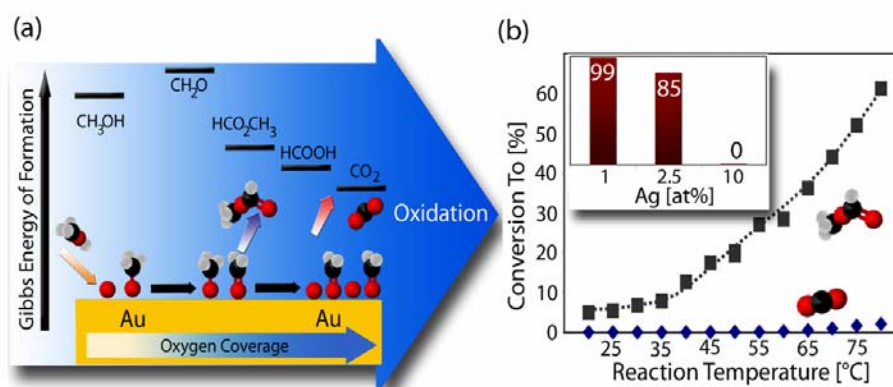 (a)
Gibbs Energy of Formation
CH3OH
CH2O
HCO2CH3
HCOOH
CO2
Oxidation
Au
Au
Oxygen Coverage
(b)
Conversion To [%]
60
50
40
30
20
10
0
99
85
0
1
2.5
10
Ag [at%]
25
35
45
55
65
75
Reaction Temperature [°C]